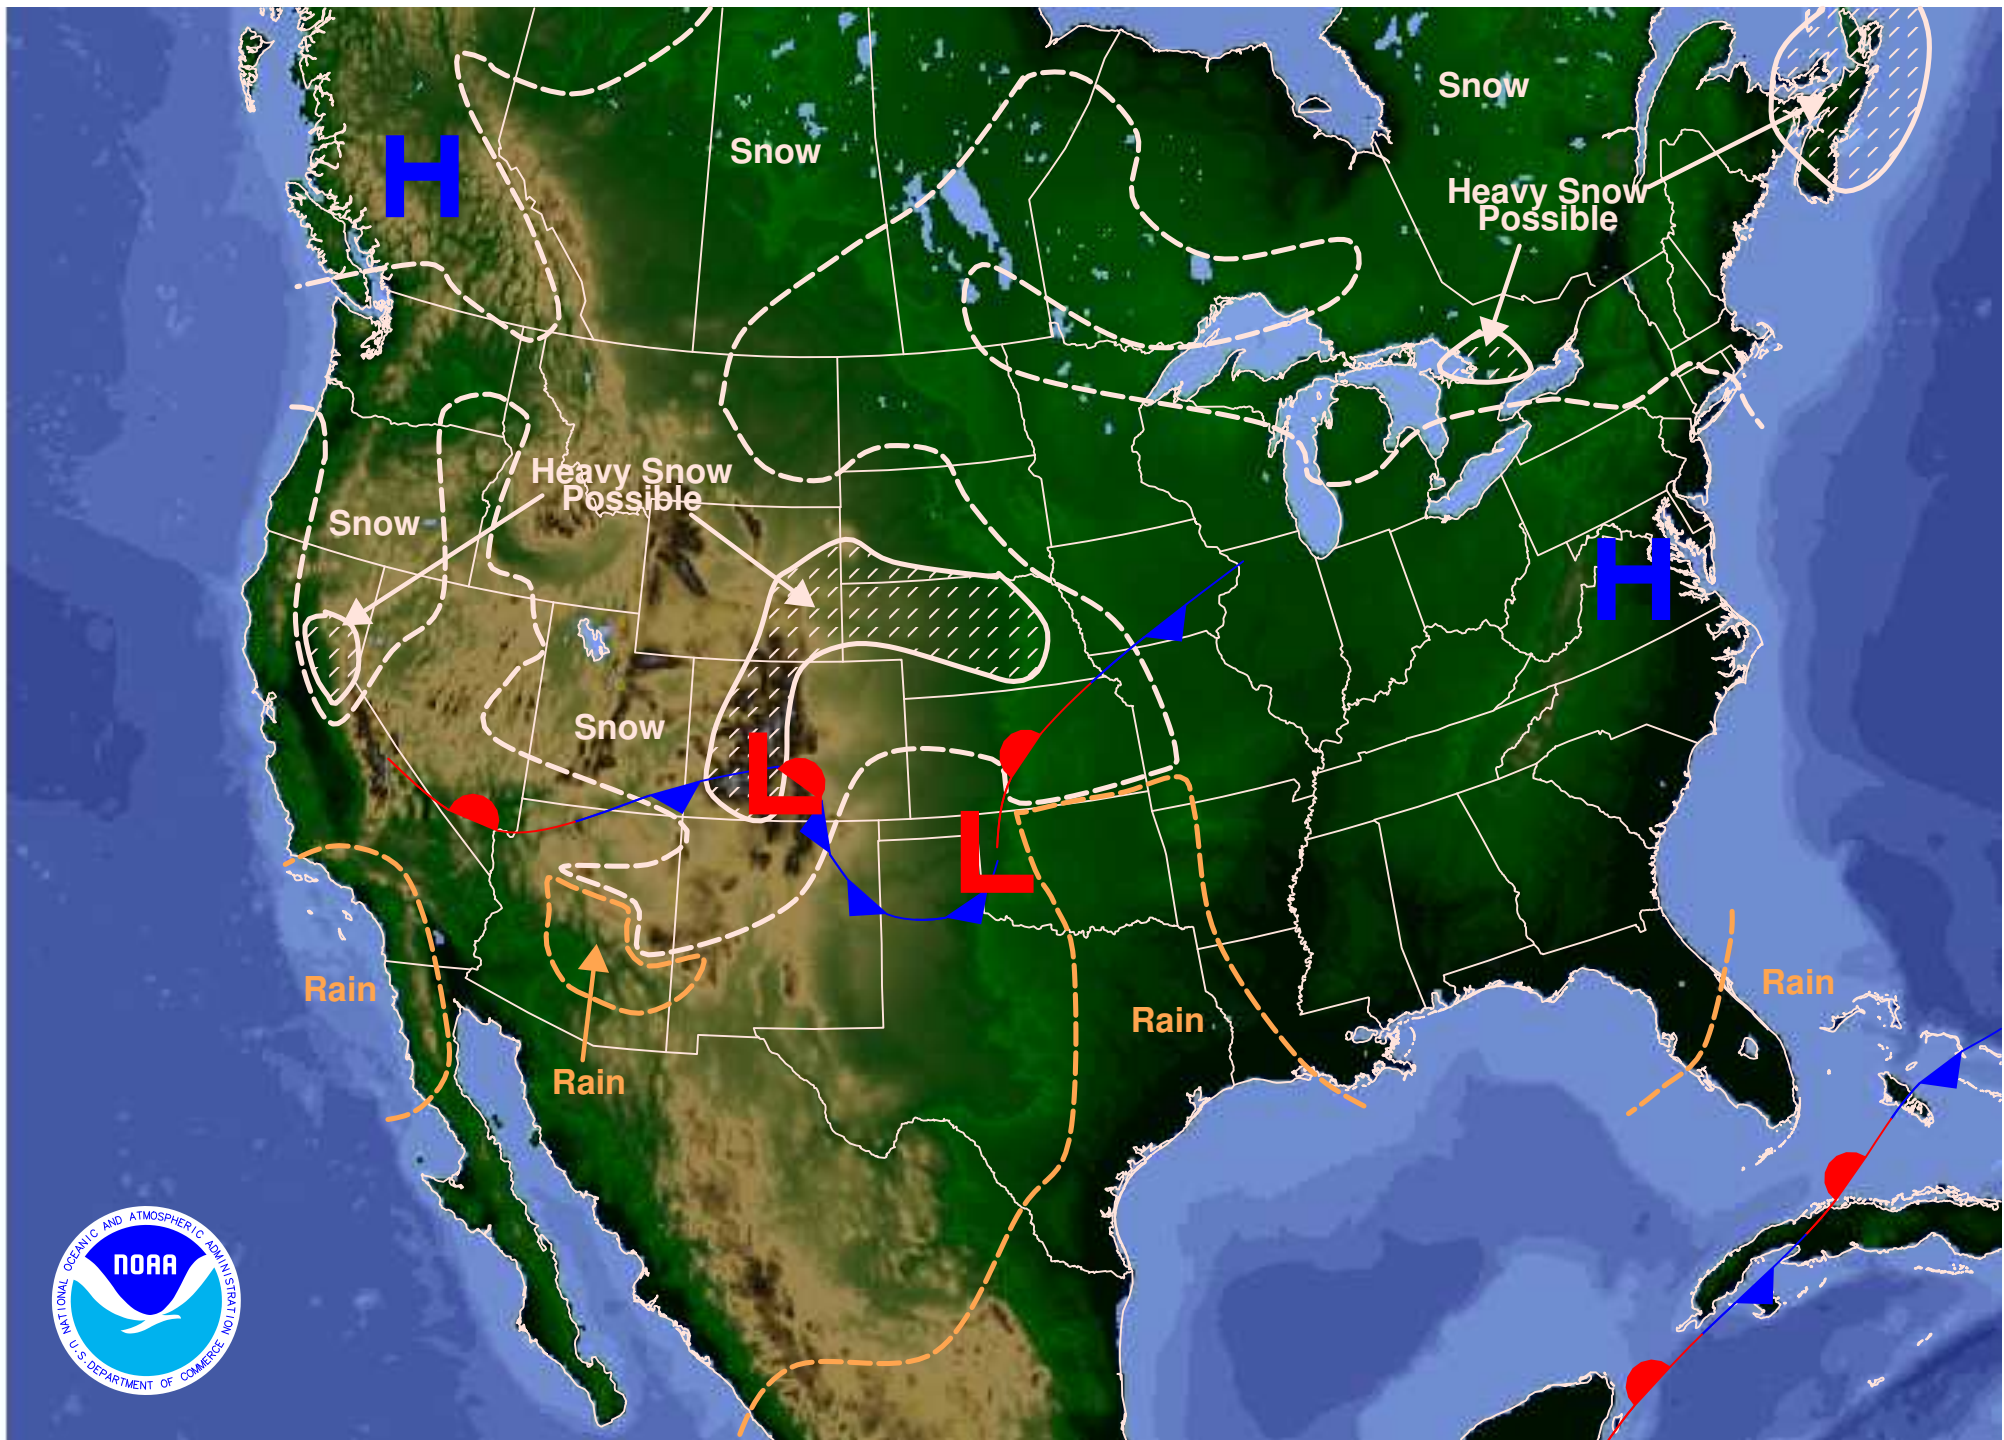 Snow
Snow
H
Heavy Snow
Possible
Heavy Snow
Possible
Snow
H
Snow
L
L
Rain
Rain
Rain
Rain
NATIONAL OCEANIC AND ATMOSPHERIC ADMINISTRATION
NOAA
U.S. DEPARTMENT OF COMMERCE